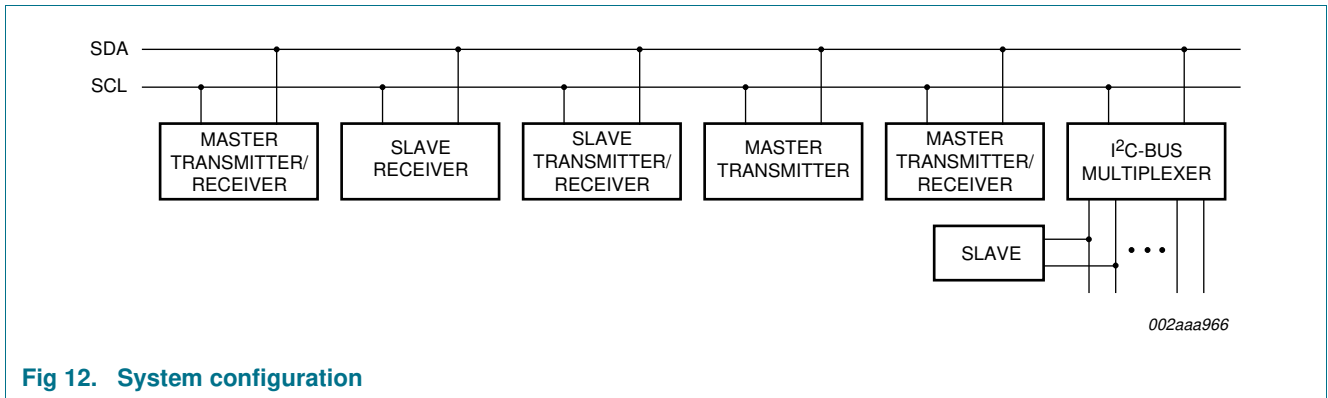 SDA
SCL
MASTER
TRANSMITTER/
RECEIVER
SLAVE
RECEIVER
SLAVE
TRANSMITTER/
RECEIVER
MASTER
TRANSMITTER
MASTER
TRANSMITTER/
RECEIVER
I²C-BUS
MULTIPLEXER
SLAVE
002aaa966
Fig 12. System configuration